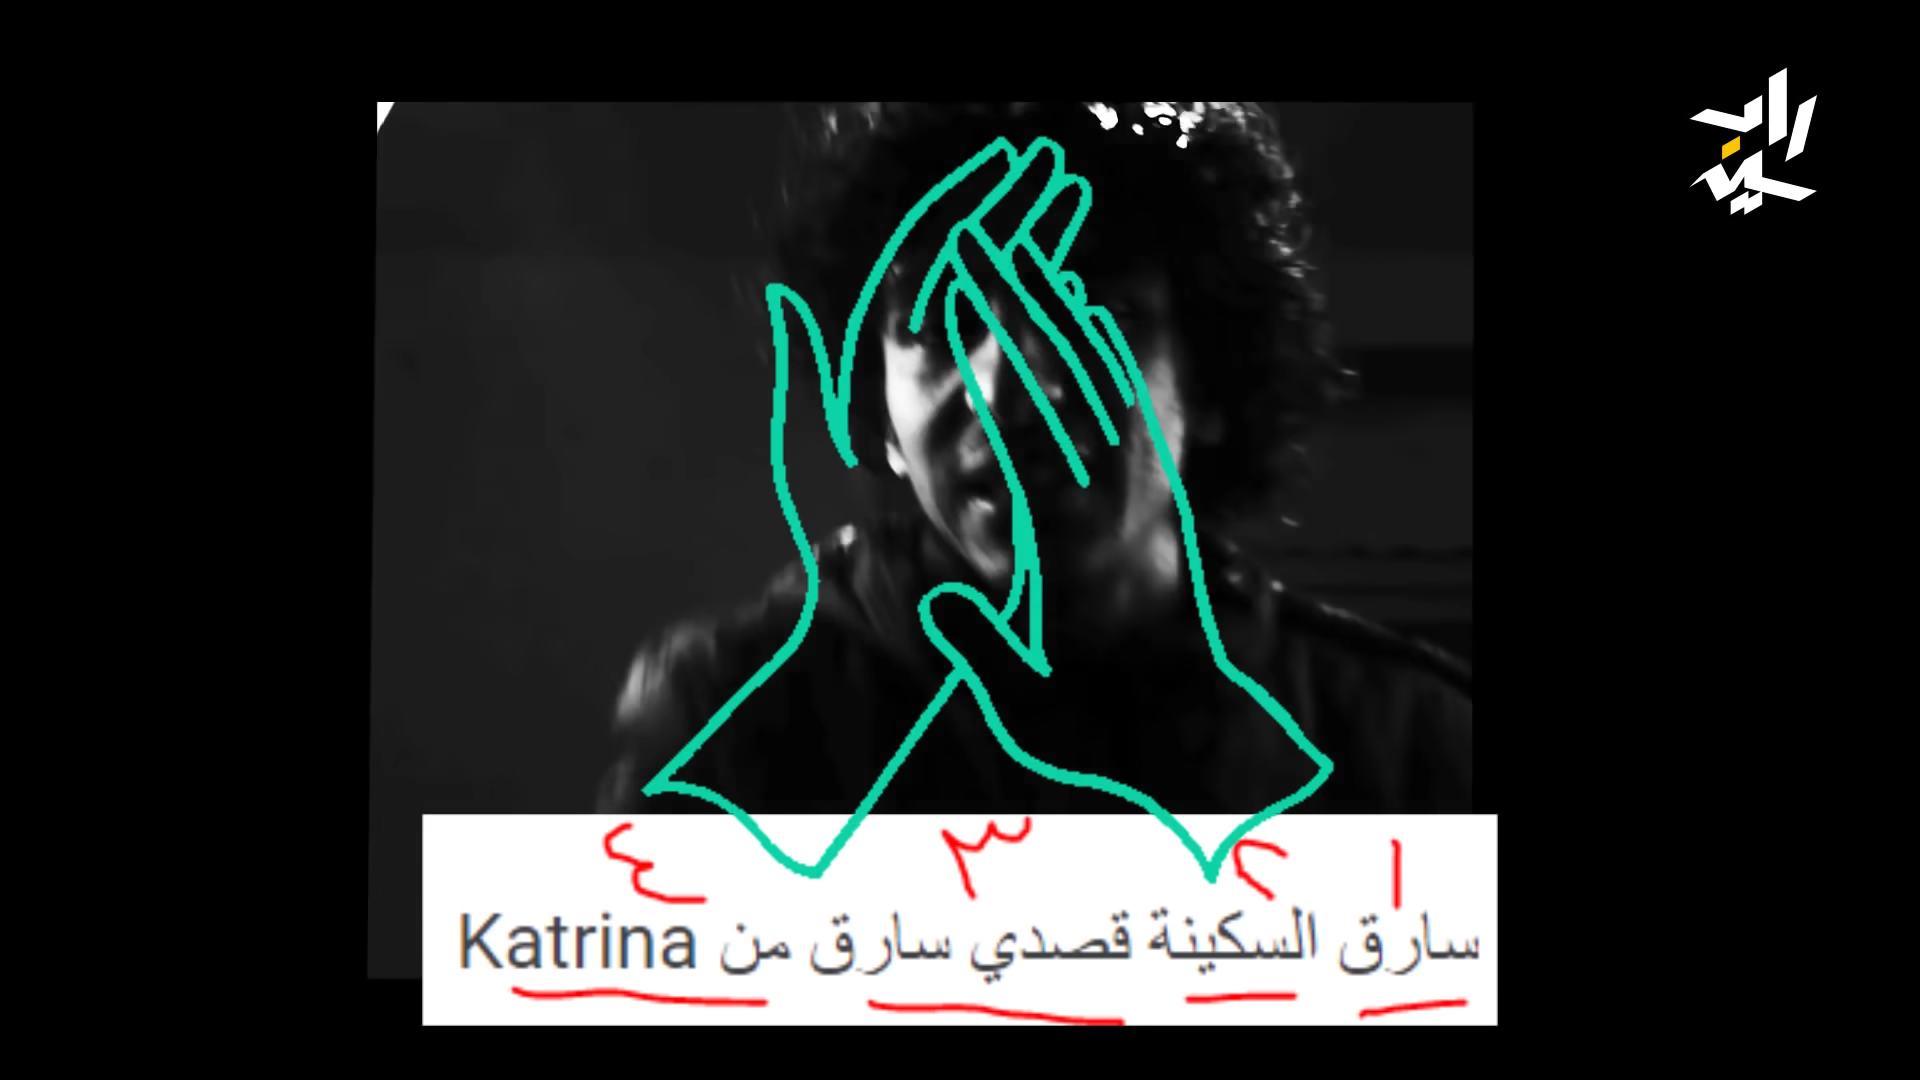 ١ ٢ ٣ ٤
سارق السكينة قصدي سارق من Katrina